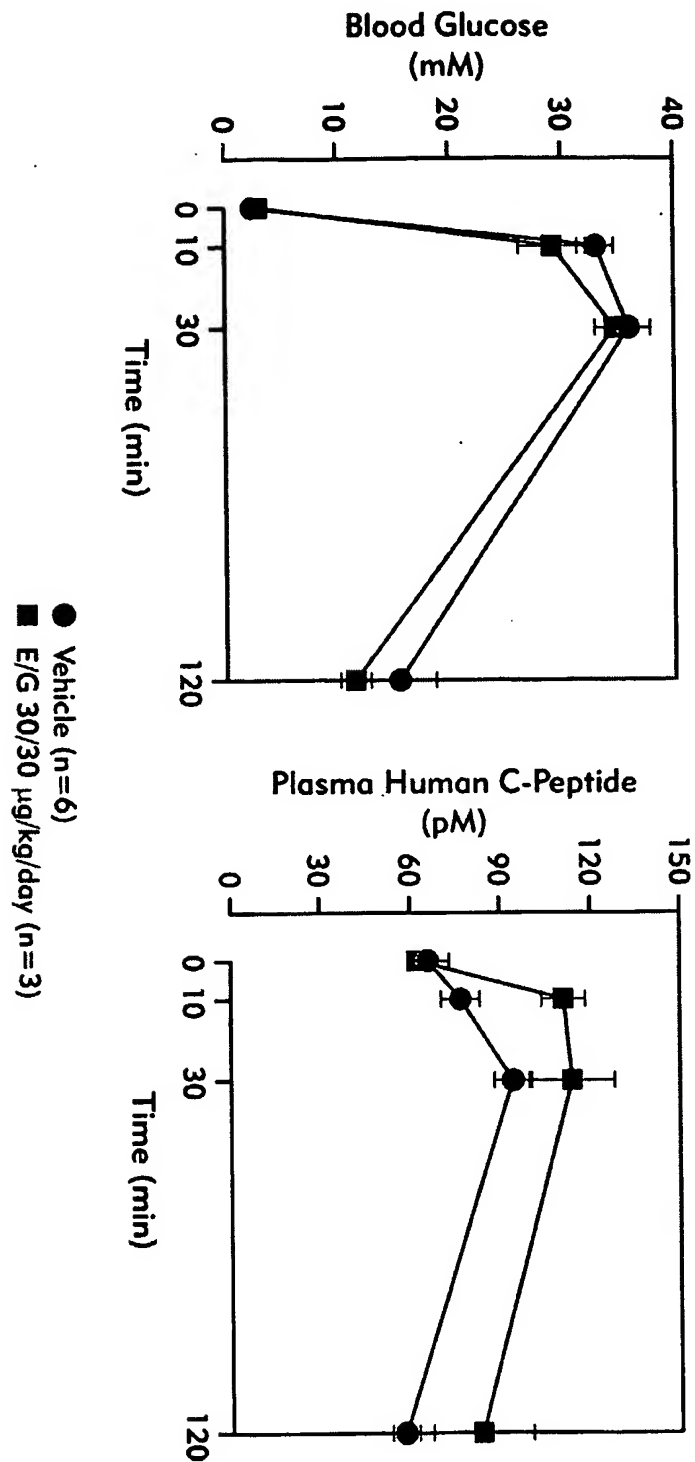 Blood Glucose
(mM)
40
30
20
10
0
0 10 30 120
Time (min)
Plasma Human C-Peptide
(pM)
150
120
90
60
30
0
0 10 30 120
Time (min)
Vehicle (n=6)
E/G 30/30 µg/kg/day (n=3)